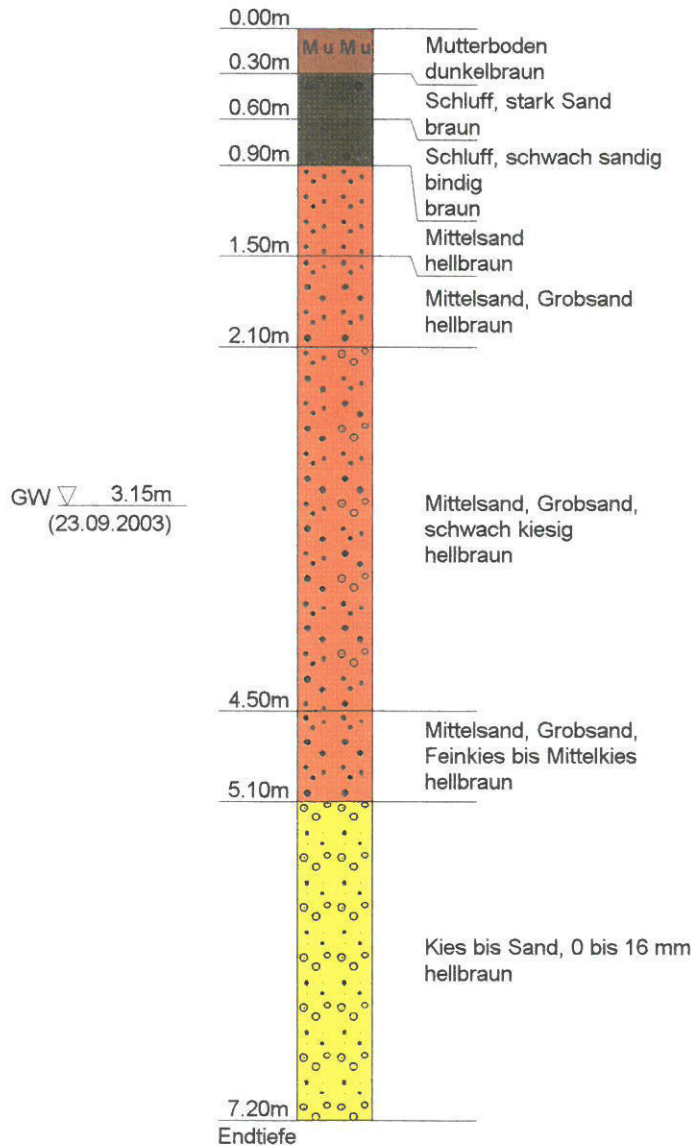 0.00m
M u M u
Mutterboden
dunkelbraun
0.30m
Schluff, stark Sand
braun
0.60m
Schluff, schwach sandig
bindig
braun
0.90m
Mittelsand
hellbraun
1.50m
Mittelsand, Grobsand
hellbraun
2.10m
GW 3.15m
(23.09.2003)
Mittelsand, Grobsand,
schwach kiesig
hellbraun
4.50m
Mittelsand, Grobsand,
Feinkies bis Mittelkies
hellbraun
5.10m
Kies bis Sand, 0 bis 16 mm
hellbraun
7.20m
Endtiefe